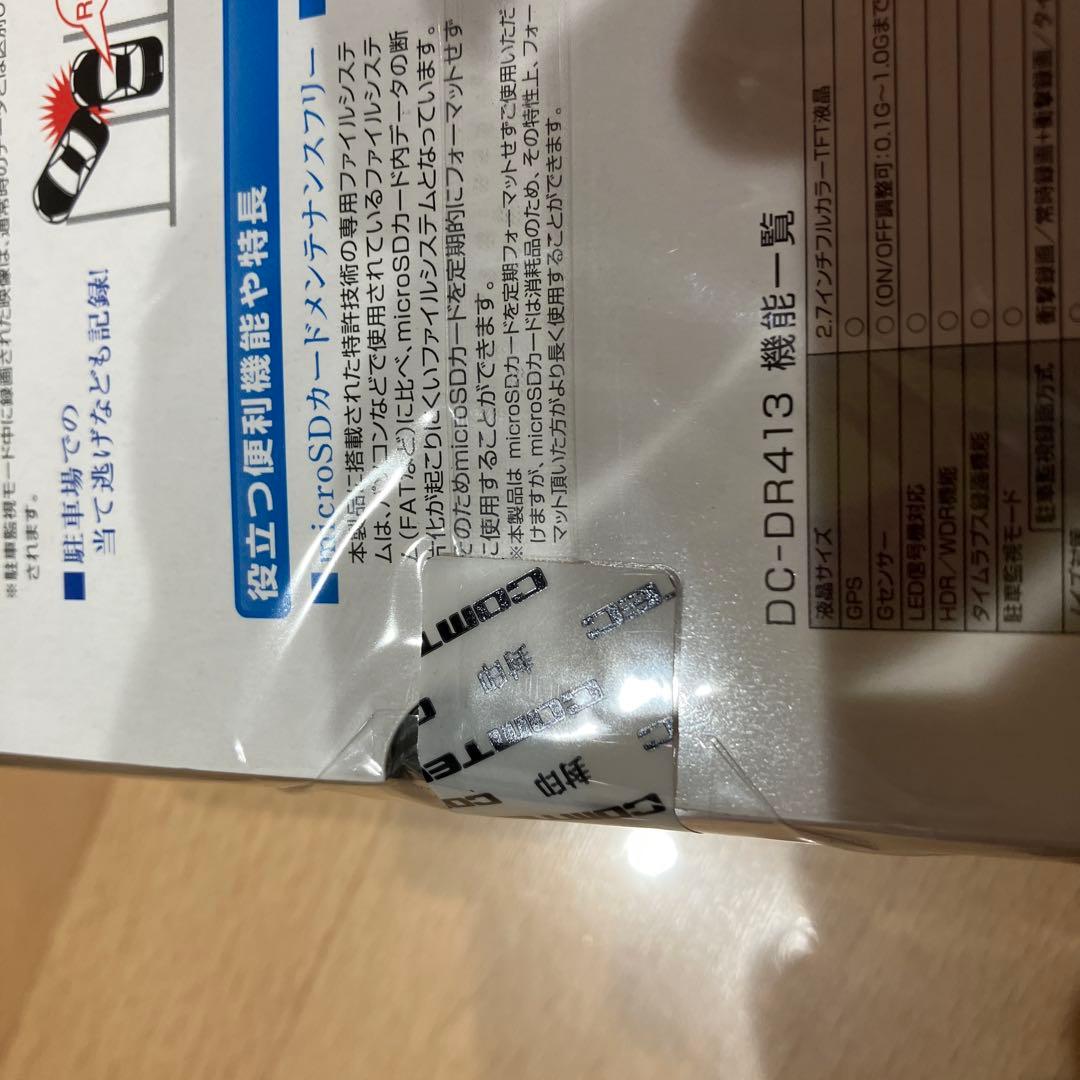 ※駐車監視モード中に録画された映像は、通常時のデータとは区別
されます。
■駐車場での
当て逃げなども記録!
R
役立つ便利機能や特長
■microSDカードメンテナンスフリー
本製品に搭載された特許技術の専用ファイルシステ
ムは、パソコンなどで使用されているファイルシステ
ム(FATなど)に比べ、microSDカード内データの断
片化が起こりにくいファイルシステムとなっています。
そのためmicroSDカードを定期的にフォーマットせず
ご使用することができます。
※本製品は microSDカードを定期フォーマットせずご使用いただ
けますが、microSDカードは消耗品のため、その特性上、フォー
マット頂いた方がより長く使用することができます。
COMT
封印
COMTE
封印
COMT
DC-DR413 機能一覧
液晶サイズ 2.7インチフルカラーTFT液晶
GPS ○
Gセンサー ○(ON/OFF調整可:0.1G~1.0Gまで
LED信号機対応 ○
HDR/WDR機能 ○
タイムラプス録画機能 ○
駐車監視モード ○
駐車監視録画方式 衝撃録画/常時録画+衝撃録画/タイ
ノイズ対策 ○